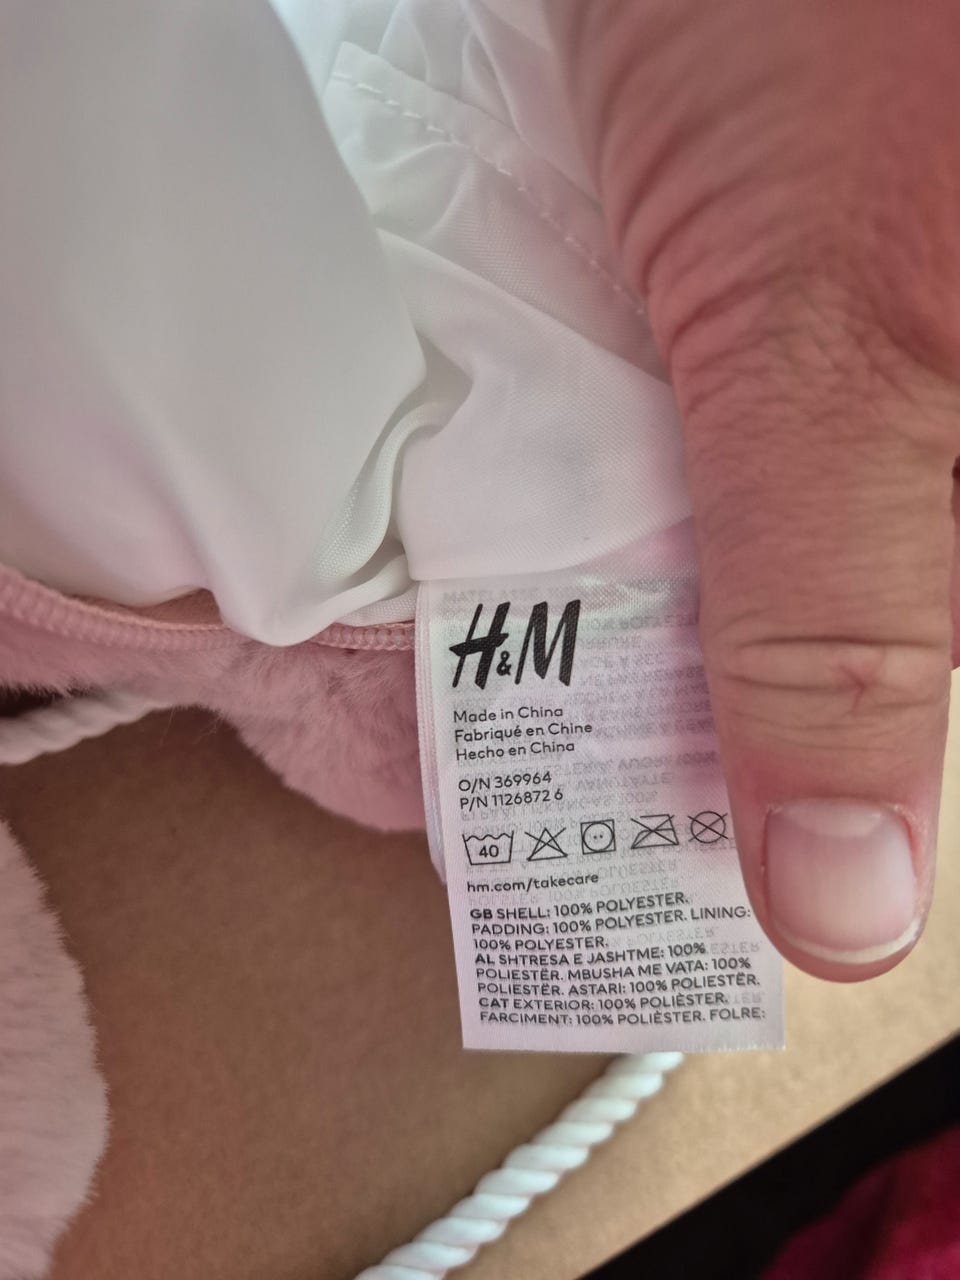 H&M
Made in China
Fabriqué en Chine
Hecho en China
O/N 369964
P/N 1126872 6
40
hm.com/takecare
GB SHELL: 100% POLYESTER.
PADDING: 100% POLYESTER. LINING:
100% POLYESTER.
AL SHTRESA E JASHTME: 100%
POLIESTËR. MBUSHA ME VATA: 100%
POLIESTËR. ASTARI: 100% POLIESTËR.
CAT EXTERIOR: 100% POLIÈSTER.
FARCIMENT: 100% POLIÈSTER. FOLRE: